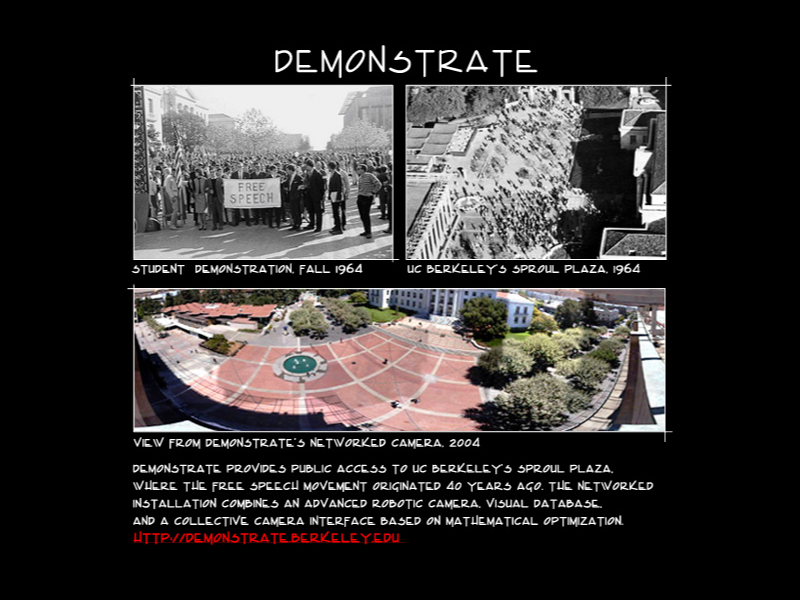 DEMONSTRATE
FREE
SPEECH
STUDENT DEMONSTRATION, FALL 1964
UC BERKELEY'S SPROUL PLAZA, 1964
VIEW FROM DEMONSTRATE'S NETWORKED CAMERA, 2004
DEMONSTRATE PROVIDES PUBLIC ACCESS TO UC BERKELEY'S SPROUL PLAZA,
WHERE THE FREE SPEECH MOVEMENT ORIGINATED 40 YEARS AGO. THE NETWORKED
INSTALLATION COMBINES AN ADVANCED ROBOTIC CAMERA, VISUAL DATABASE,
AND A COLLECTIVE CAMERA INTERFACE BASED ON MATHEMATICAL OPTIMIZATION.
HTTP://DEMONSTRATE.BERKELEY.EDU